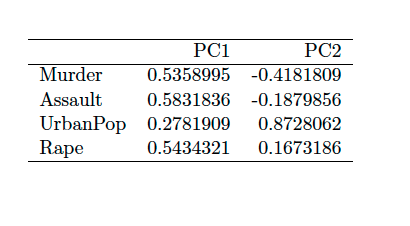 PC1 PC2
Murder 0.5358995 -0.4181809
Assault 0.5831836 -0.1879856
UrbanPop 0.2781909 0.8728062
Rape 0.5434321 0.1673186